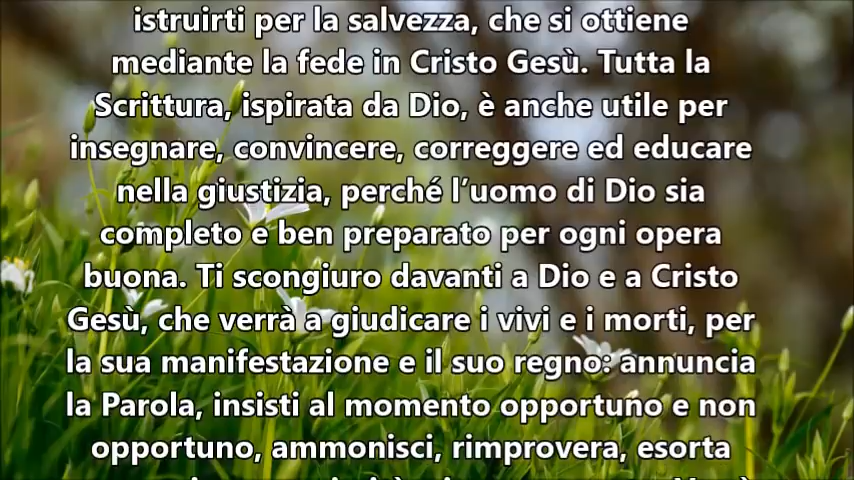 istruirti per la salvezza, che si ottiene
mediante la fede in Cristo Gesù. Tutta la
Scrittura, ispirata da Dio, è anche utile per
insegnare, convincere, correggere ed educare
nella giustizia, perché l'uomo di Dio sia
completo e ben preparato per ogni opera
buona. Ti scongiuro davanti a Dio e a Cristo
Gesù, che verrà a giudicare i vivi e i morti, per
la sua manifestazione e il suo regno: annuncia
la Parola, insisti al momento opportuno e non
opportuno, ammonisci, rimprovera, esorta